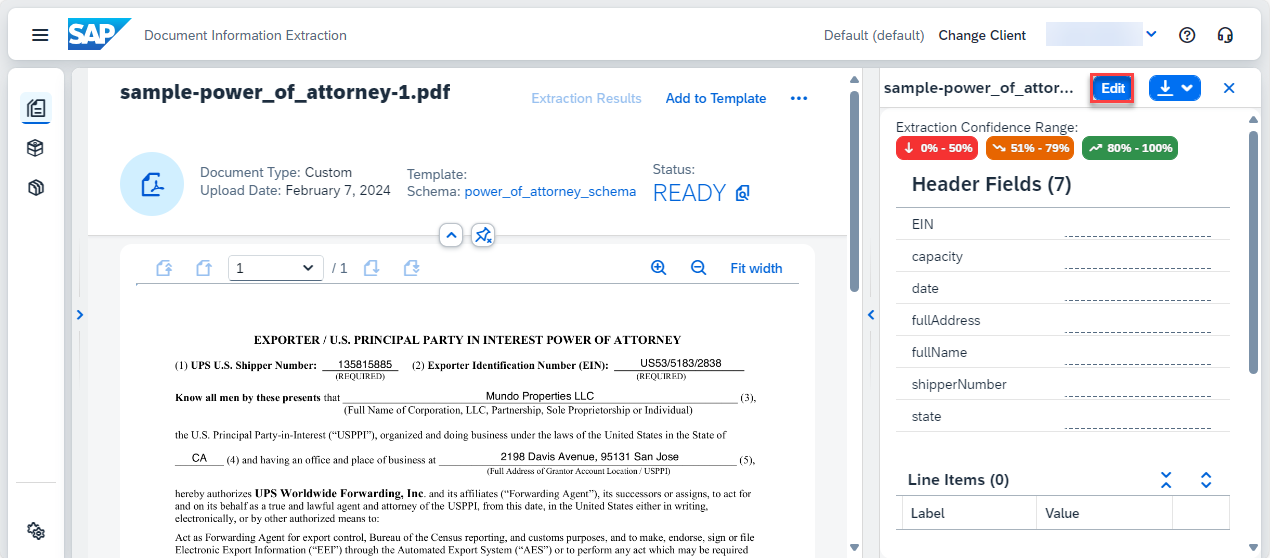 SAP Document Information Extraction Default (default) Change Client
sample-power_of_attorney-1.pdf
Extraction Results Add to Template
Document Type: Custom
Upload Date: February 7, 2024
Template:
Schema: power_of_attorney_schema
Status:
READY
1 / 1 Fit width
EXPORTER / U.S. PRINCIPAL PARTY IN INTEREST POWER OF ATTORNEY
(1) UPS U.S. Shipper Number: 135815885 (2) Exporter Identification Number (EIN): US53/5183/2838
(REQUIRED) (REQUIRED)
Know all men by these presents that Mundo Properties LLC (3),
(Full Name of Corporation, LLC, Partnership, Sole Proprietorship or Individual)
the U.S. Principal Party-in-Interest (“USPPI”), organized and doing business under the laws of the United States in the State of
CA (4) and having an office and place of business at 2198 Davis Avenue, 95131 San Jose (5),
(Full Address of Grantor Account Location / USPPI)
hereby authorizes UPS Worldwide Forwarding, Inc. and its affiliates (“Forwarding Agent”), its successors or assigns, to act for
and on its behalf as a true and lawful agent and attorney of the USPPI, from this date, in the United States either in writing,
electronically, or by other authorized means to:
Act as Forwarding Agent for export control, Bureau of the Census reporting, and customs purposes, and to make, endorse, sign or file
Electronic Export Information (“EEI”) through the Automated Export System (“AES”) or to perform any act which may be required
sample-power_of_attor... Edit
Extraction Confidence Range:
0% - 50% 51% - 79% 80% - 100%
Header Fields (7)
EIN
capacity
date
fullAddress
fullName
shipperNumber
state
Line Items (0)
Label Value